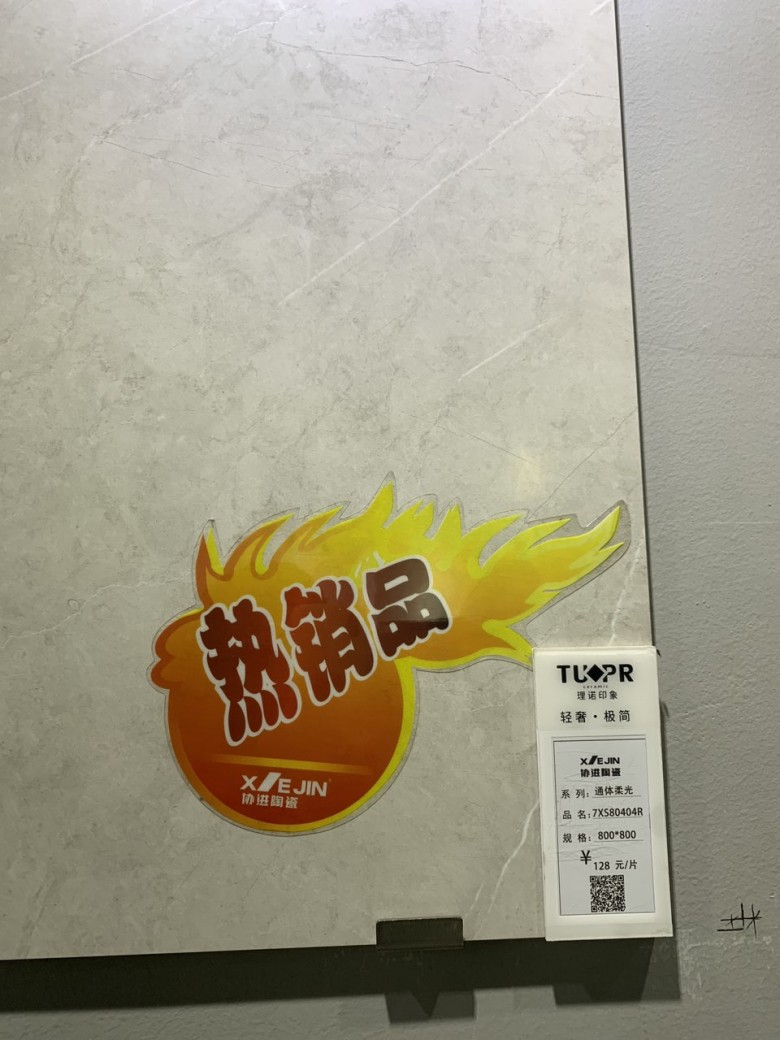 热销品
XIEJIN
协进陶瓷
TUOPR
ceramic
理诺印象
轻奢·极简
XIEJIN
协进陶瓷
系 列: 通体柔光
品 名: 7XS80404R
规 格: 800*800
¥ 128 元/片